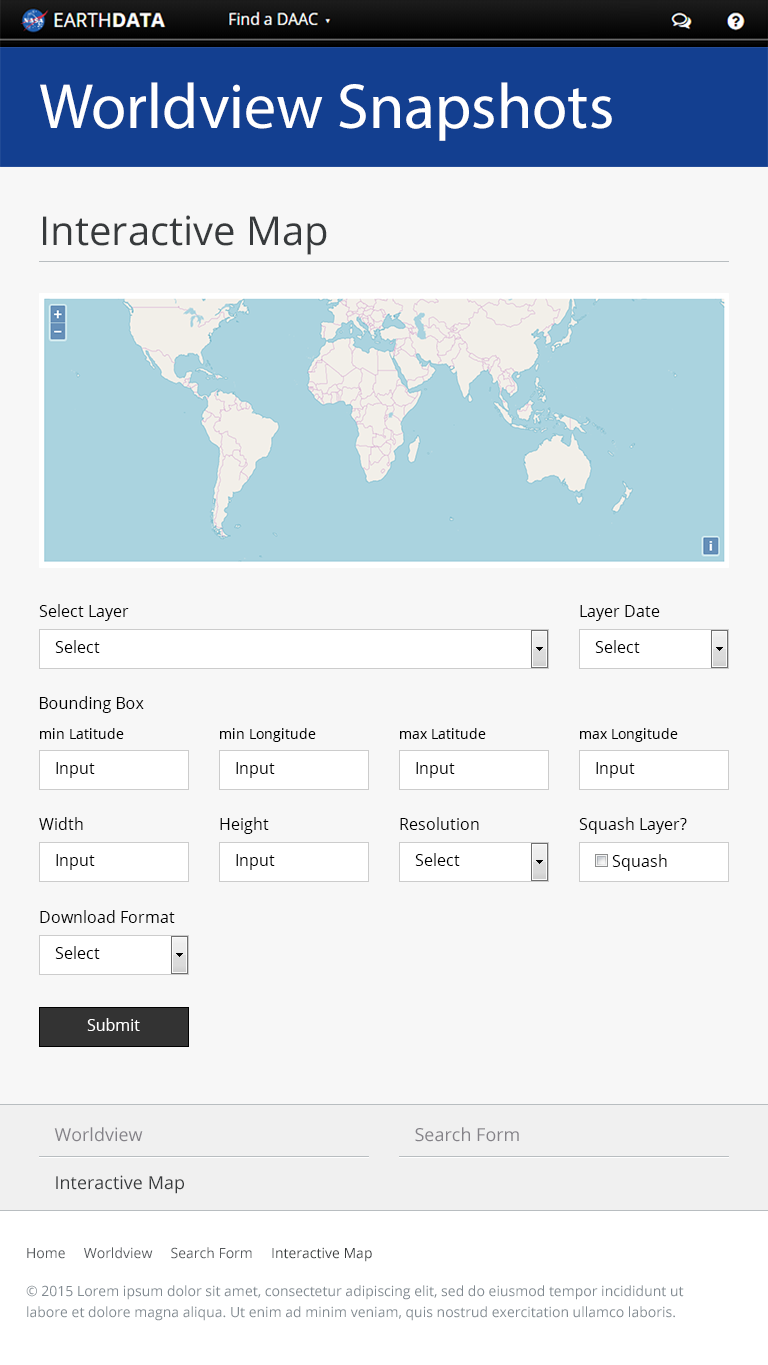 NASA EARTHDATA Find a DAAC ▾ ?
Worldview Snapshots
Interactive Map
+
−
i
Select Layer Layer Date
Select Select
Bounding Box
min Latitude min Longitude max Latitude max Longitude
Input Input Input Input
Width Height Resolution Squash Layer?
Input Input Select Squash
Download Format
Select
Submit
Worldview Search Form
Interactive Map
Home Worldview Search Form Interactive Map
© 2015 Lorem ipsum dolor sit amet, consectetur adipiscing elit, sed do eiusmod tempor incididunt ut
labore et dolore magna aliqua. Ut enim ad minim veniam, quis nostrud exercitation ullamco laboris.